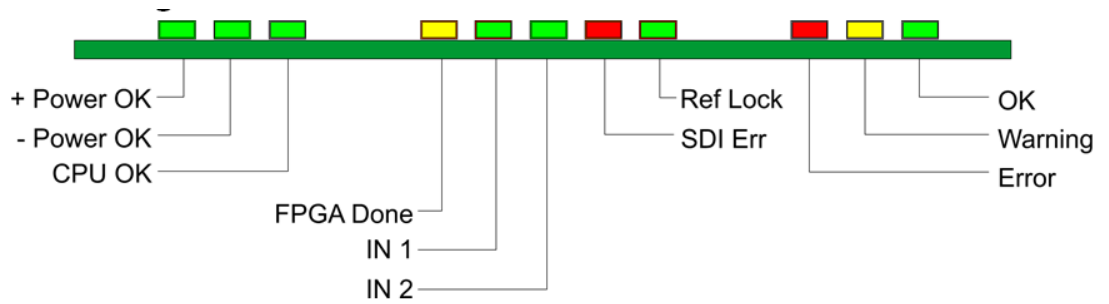 + Power OK
- Power OK
CPU OK
FPGA Done
IN 1
IN 2
Ref Lock
SDI Err
OK
Warning
Error